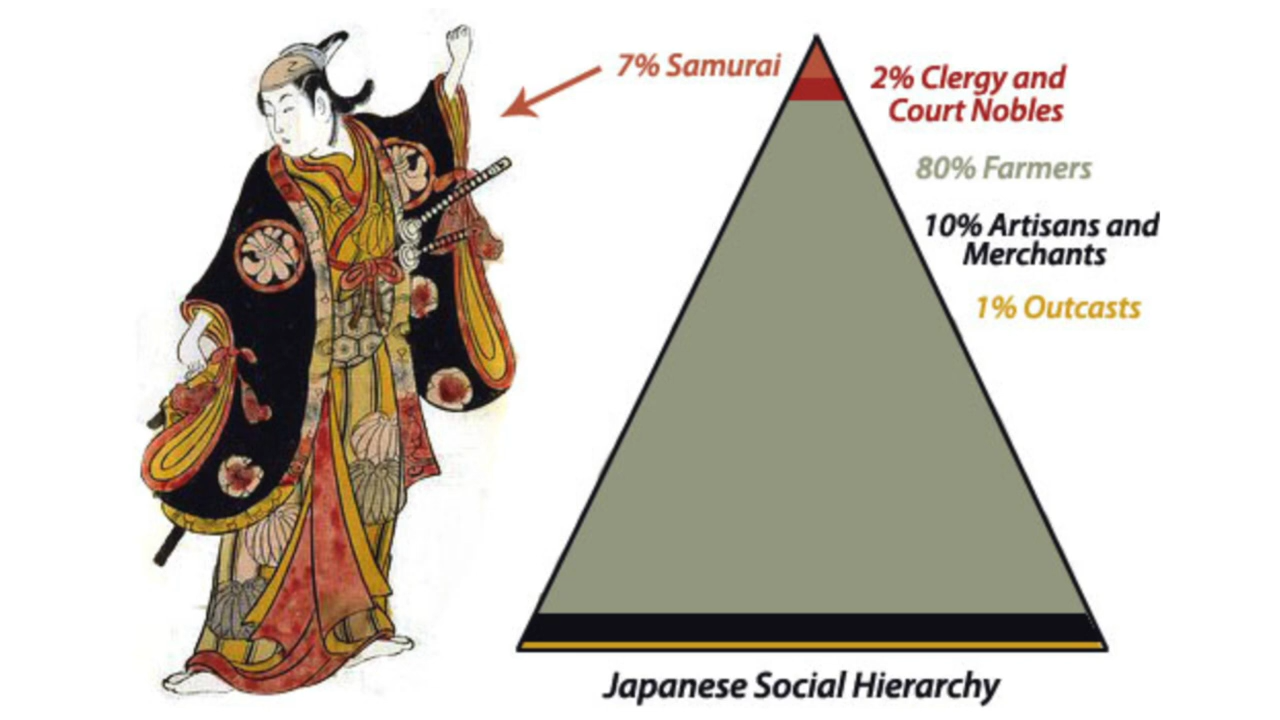 7% Samurai
2% Clergy and
Court Nobles
80% Farmers
10% Artisans and
Merchants
1% Outcasts
Japanese Social Hierarchy